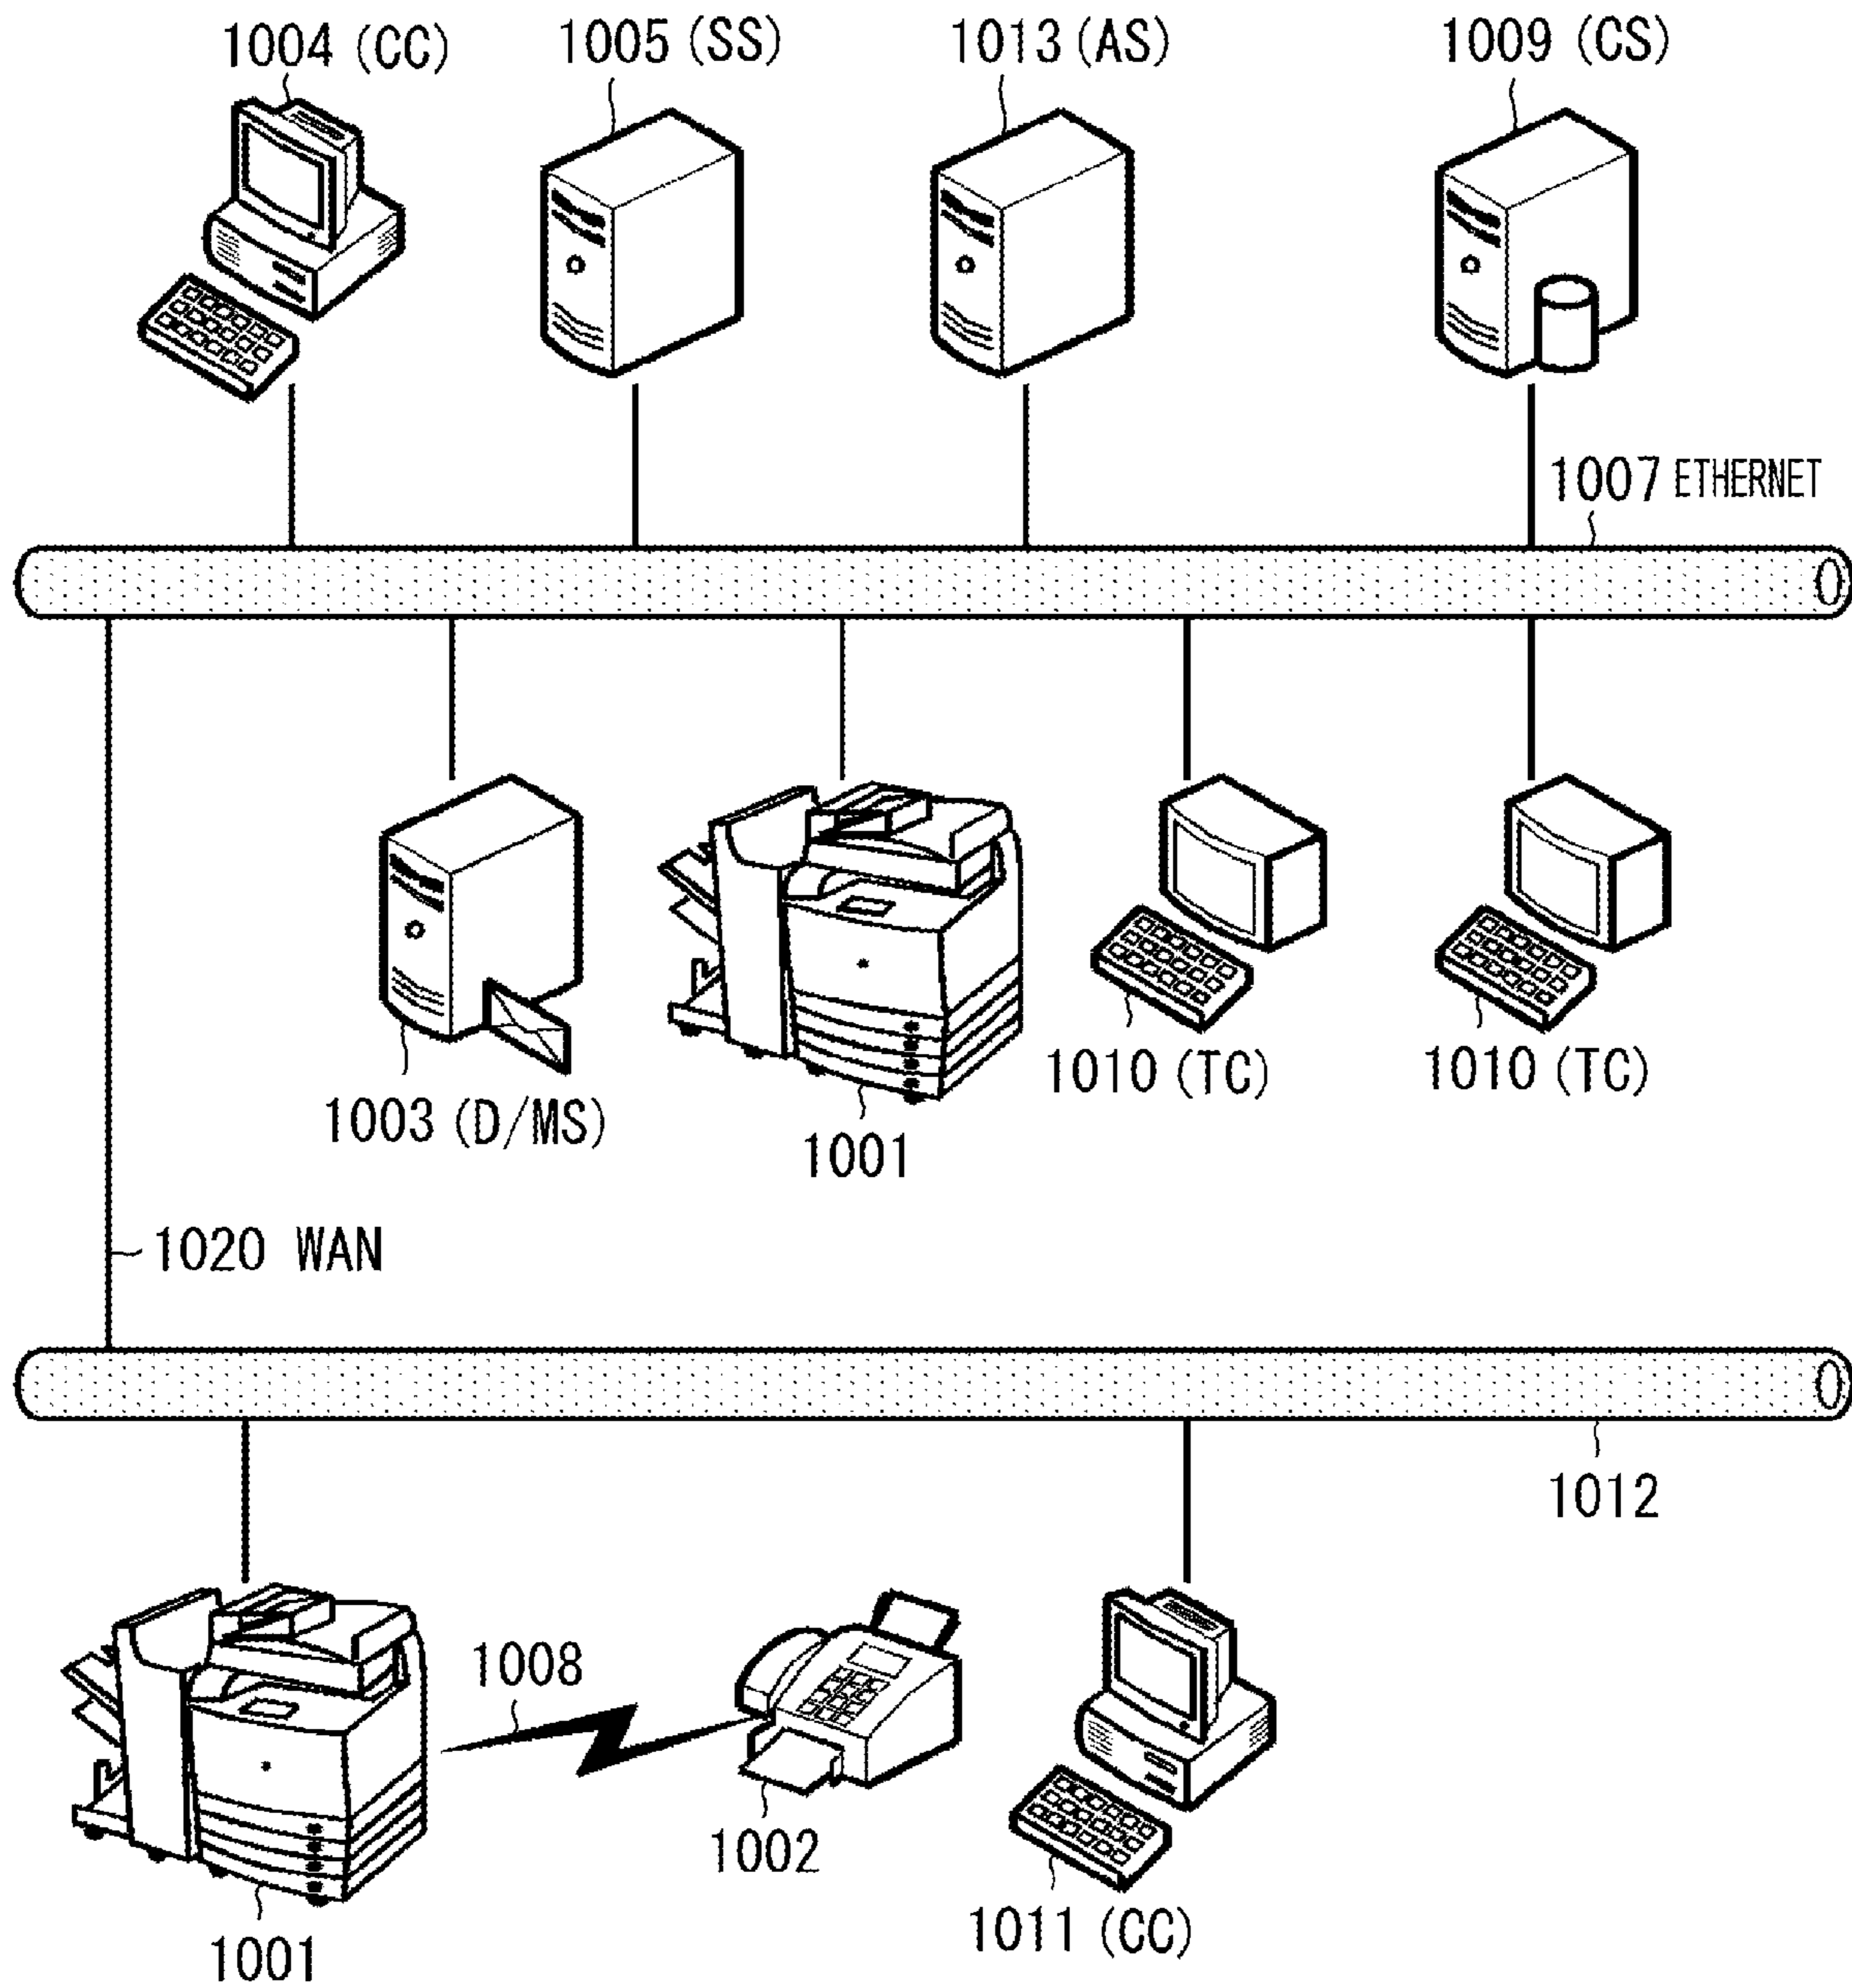 1004 (CC)
1005 (SS)
1013 (AS)
1009 (CS)
1007 ETHERNET
1003 (D/MS)
1001
1010 (TC)
1010 (TC)
1020 WAN
1012
1008
1002
1001
1011 (CC)